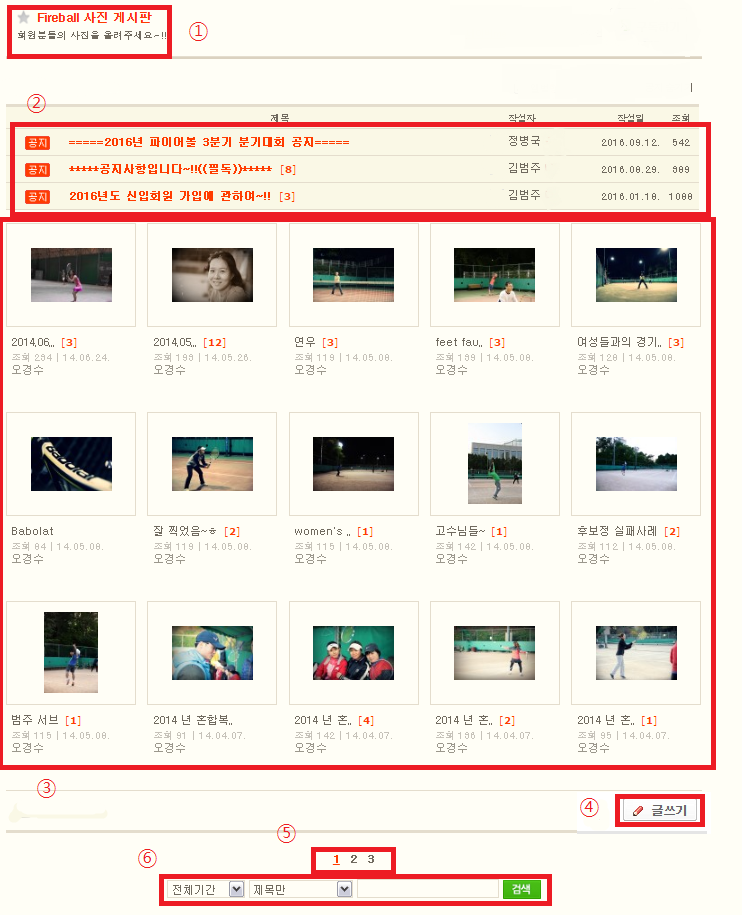 Fireball 사진 게시판
회원분들의 사진을 올려주세요~!!
①
②
제목 작성자 작성일 조회
공지 =====2016년 파이어볼 3분기 분기대회 공지===== 정병국 2016.09.12. 542
공지 *****공지사항입니다~!!((필독))***** [8] 김범주 2016.08.29. 989
공지 2016년도 신입회원 가입에 관하여~!! [3] 김범주 2016.01.18. 1088
2014.06... [3] 2014.05... [12] 연우 [3] feet fau.. [3] 여성들과의 경기.. [3]
조회 294 | 14.06.24. 조회 199 | 14.05.26. 조회 118 | 14.05.08. 조회 199 | 14.05.08. 조회 128 | 14.05.08.
오경수 오경수 오경수 오경수 오경수
Babolat 잘 찍었음~ㅎ [2] women's .. [1] 고수님들~ [1] 후보정 실패사례 [2]
조회 84 | 14.05.08. 조회 119 | 14.05.08. 조회 115 | 14.05.08. 조회 142 | 14.05.08. 조회 112 | 14.05.08.
오경수 오경수 오경수 오경수 오경수
범주 서브 [1] 2014 년 혼합복.. 2014 년 혼.. [4] 2014 년 혼.. [2] 2014 년 혼.. [1]
조회 115 | 14.05.08. 조회 91 | 14.04.07. 조회 142 | 14.04.07. 조회 196 | 14.04.07. 조회 95 | 14.04.07.
오경수 오경수 오경수 오경수 오경수
③
④ 글쓰기
⑤
1 2 3
⑥
전체기간 제목만 검색